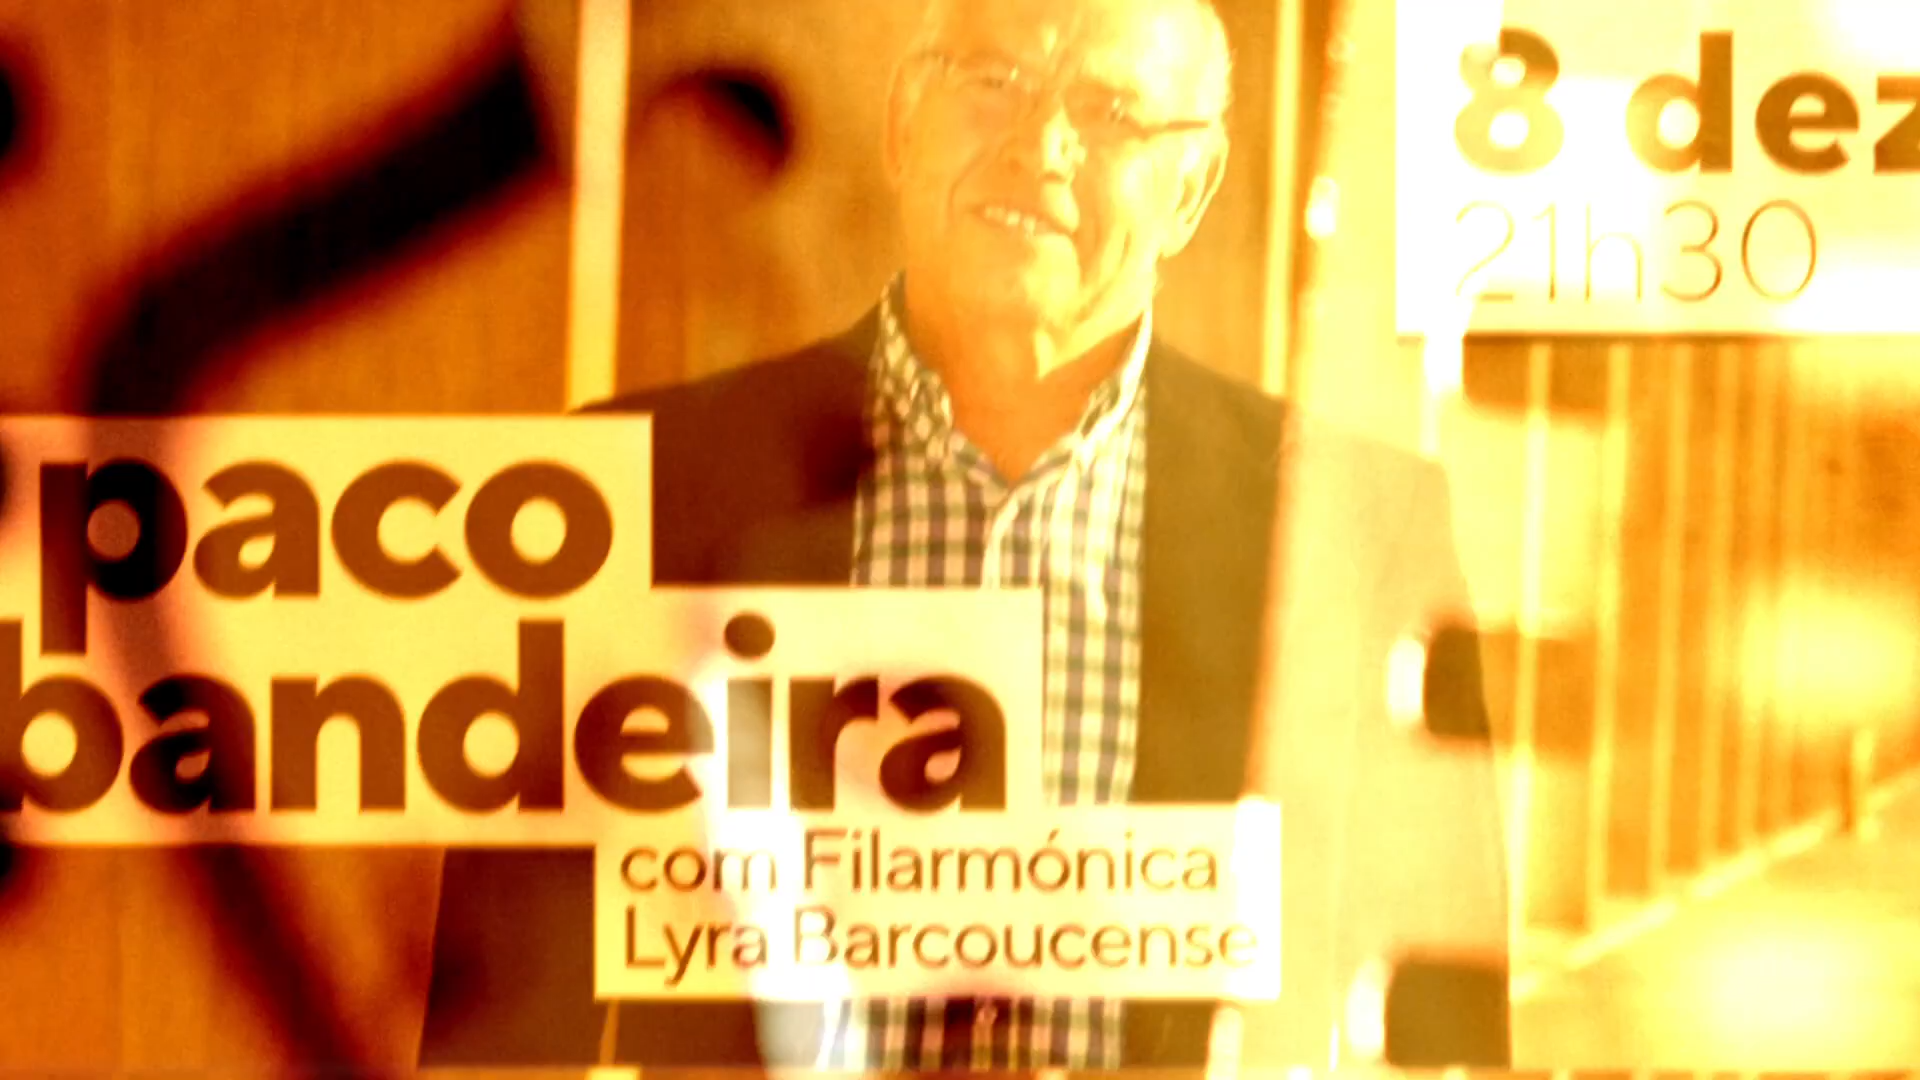 8 dez
21h30
paco
bandeira
com Filarmónica
Lyra Barcoucense